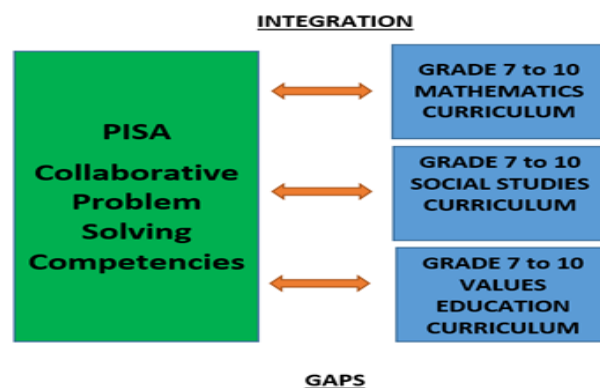 INTEGRATION
PISA
Collaborative
Problem
Solving
Competencies
GRADE 7 to 10
MATHEMATICS
CURRICULUM
GRADE 7 to 10
SOCIAL STUDIES
CURRICULUM
GRADE 7 to 10
VALUES
EDUCATION
CURRICULUM
GAPS